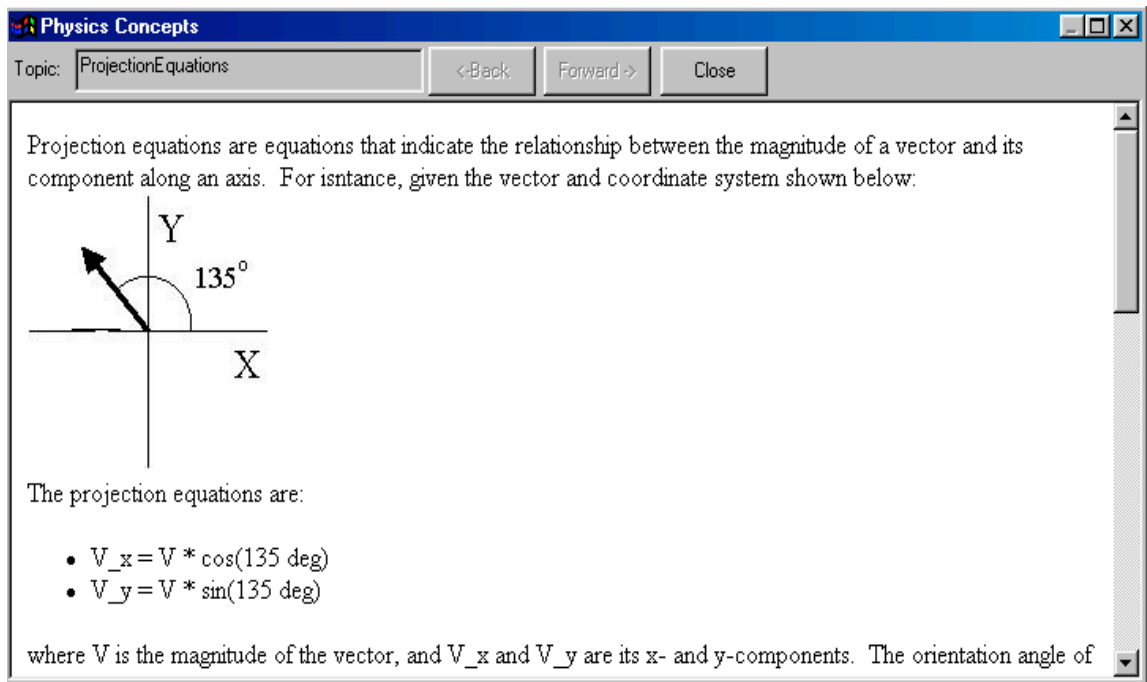 Physics Concepts
Topic: ProjectionEquations <-Back Forward-> Close
Projection equations are equations that indicate the relationship between the magnitude of a vector and its
component along an axis. For isntance, given the vector and coordinate system shown below:
Y
135°
X
The projection equations are:
• V_x = V * cos(135 deg)
• V_y = V * sin(135 deg)
where V is the magnitude of the vector, and V_x and V_y are its x- and y-components. The orientation angle of